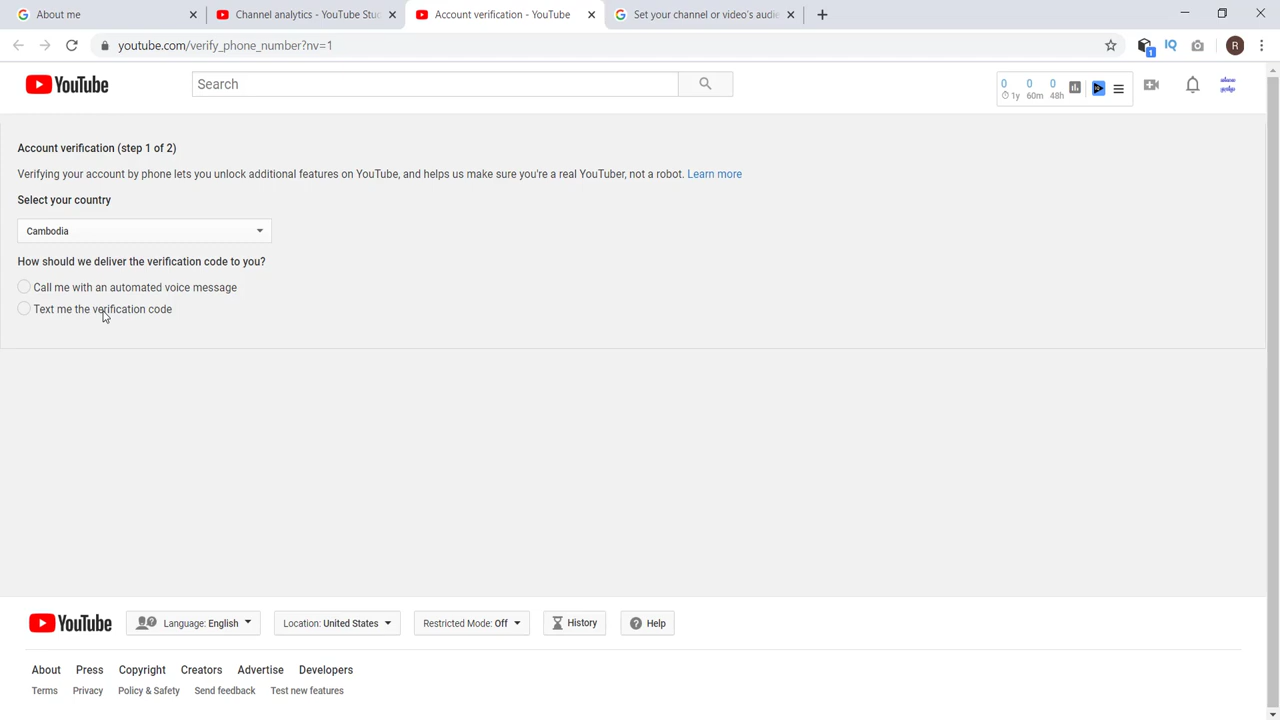 About me
Channel analytics - YouTube Stu
Account verification - YouTube
Set your channel or video's audie
youtube.com/verify_phone_number?nv=1
1
IQ
R
YouTube
Search
0 0 0
1y 60m 48h
Account verification (step 1 of 2)
Verifying your account by phone lets you unlock additional features on YouTube, and helps us make sure you're a real YouTuber, not a robot. Learn more
Select your country
Cambodia
How should we deliver the verification code to you?
Call me with an automated voice message
Text me the verification code
YouTube
Language: English
Location: United States
Restricted Mode: Off
History
Help
About Press Copyright Creators Advertise Developers
Terms Privacy Policy & Safety Send feedback Test new features